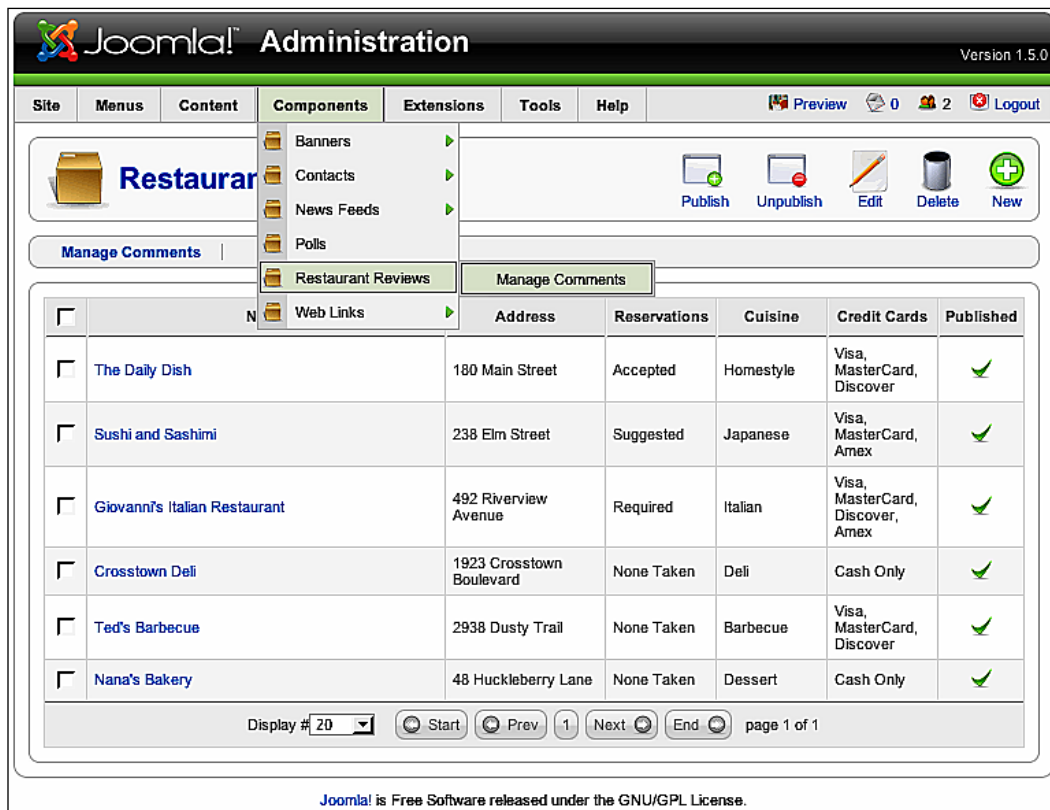 Joomla!™ Administration
Version 1.5.0
Site Menus Content Components Extensions Tools Help Preview 0 2 Logout
Banners
Contacts
News Feeds
Polls
Restaurant Reviews Manage Comments
Web Links
Restaurar
Publish Unpublish Edit Delete New
Manage Comments |
N Address Reservations Cuisine Credit Cards Published
The Daily Dish 180 Main Street Accepted Homestyle Visa,
MasterCard,
Discover
Sushi and Sashimi 238 Elm Street Suggested Japanese Visa,
MasterCard,
Amex
Giovanni's Italian Restaurant 492 Riverview
Avenue Required Italian Visa,
MasterCard,
Discover,
Amex
Crosstown Deli 1923 Crosstown
Boulevard None Taken Deli Cash Only
Ted's Barbecue 2938 Dusty Trail None Taken Barbecue Visa,
MasterCard,
Discover
Nana's Bakery 48 Huckleberry Lane None Taken Dessert Cash Only
Display # 20 Start Prev 1 Next End page 1 of 1
Joomla! is Free Software released under the GNU/GPL License.